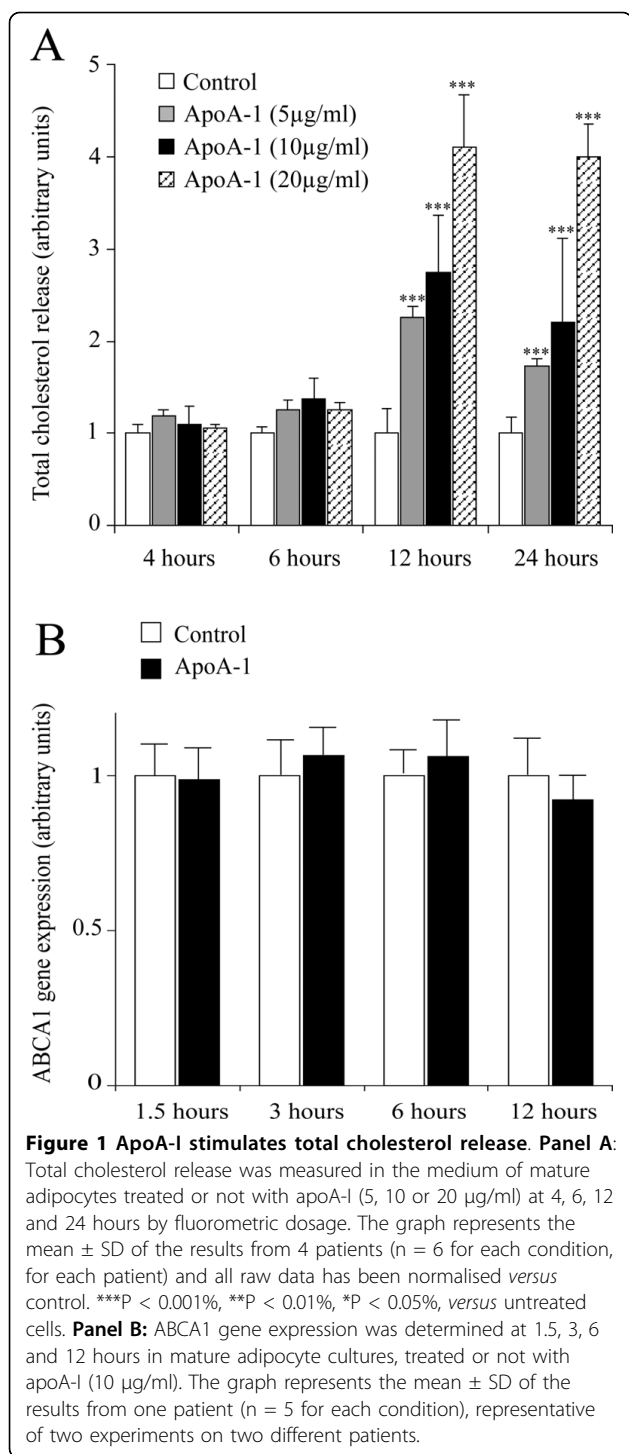 A
Total cholesterol release (arbitrary units)
5
4
3
2
1
0
Control
ApoA-1 (5µg/ml)
ApoA-1 (10µg/ml)
ApoA-1 (20µg/ml)
***
***
***
***
***
***
4 hours 6 hours 12 hours 24 hours
B
ABCA1 gene expression (arbitrary units)
1
0.5
0
Control
ApoA-1
1.5 hours 3 hours 6 hours 12 hours
Figure 1 ApoA-I stimulates total cholesterol release. Panel A:
Total cholesterol release was measured in the medium of mature
adipocytes treated or not with apoA-I (5, 10 or 20 µg/ml) at 4, 6, 12
and 24 hours by fluorometric dosage. The graph represents the
mean ± SD of the results from 4 patients (n = 6 for each condition,
for each patient) and all raw data has been normalised versus
control. ***P < 0.001%, **P < 0.01%, *P < 0.05%, versus untreated
cells. Panel B: ABCA1 gene expression was determined at 1.5, 3, 6
and 12 hours in mature adipocyte cultures, treated or not with
apoA-I (10 µg/ml). The graph represents the mean ± SD of the
results from one patient (n = 5 for each condition), representative
of two experiments on two different patients.